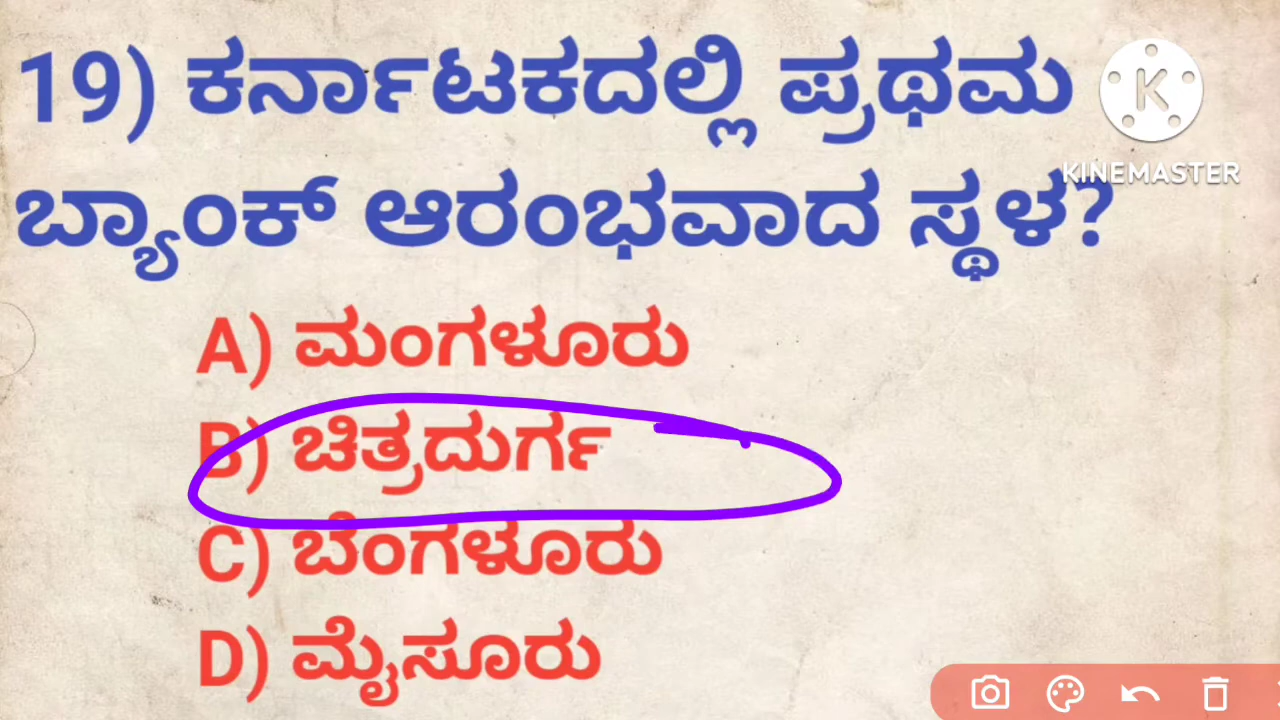 19) ಕರ್ನಾಟಕದಲ್ಲಿ ಪ್ರಥಮ
K
KINEMASTER
ಬ್ಯಾಂಕ್ ಆರಂಭವಾದ ಸ್ಥಳ?
A) ಮಂಗಳೂರು
B) ಚಿತ್ರದುರ್ಗ
C) ಬೆಂಗಳೂರು
D) ಮೈಸೂರು